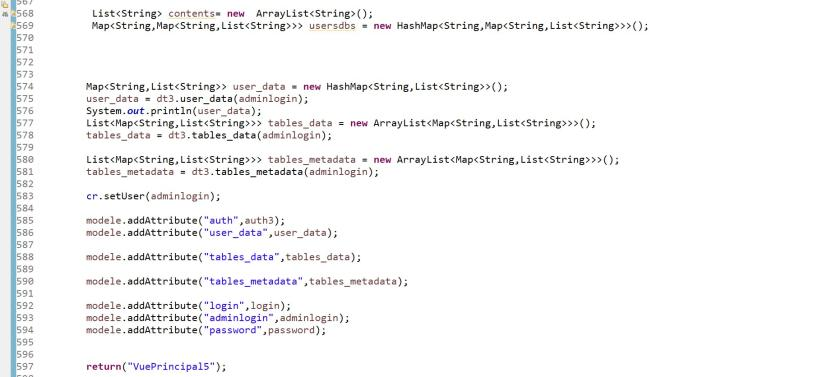 567
568 List<String> contents= new ArrayList<String>();
569 Map<String,Map<String,List<String>>> usersdbs = new HashMap<String,Map<String,List<String>>>();
570
571
572
573
574 Map<String,List<String>> user_data = new HashMap<String,List<String>>();
575 user_data = dt3.user_data(adminlogin);
576 System.out.println(user_data);
577 List<Map<String,List<String>>> tables_data = new ArrayList<Map<String,List<String>>>();
578 tables_data = dt3.tables_data(adminlogin);
579
580 List<Map<String,List<String>>> tables_metadata = new ArrayList<Map<String,List<String>>>();
581 tables_metadata = dt3.tables_metadata(adminlogin);
582
583 cr.setUser(adminlogin);
584
585 modele.addAttribute("auth",auth3);
586 modele.addAttribute("user_data",user_data);
587
588 modele.addAttribute("tables_data",tables_data);
589
590 modele.addAttribute("tables_metadata",tables_metadata);
591
592 modele.addAttribute("login",login);
593 modele.addAttribute("adminlogin",adminlogin);
594 modele.addAttribute("password",password);
595
596
597 return("VuePrincipal5");